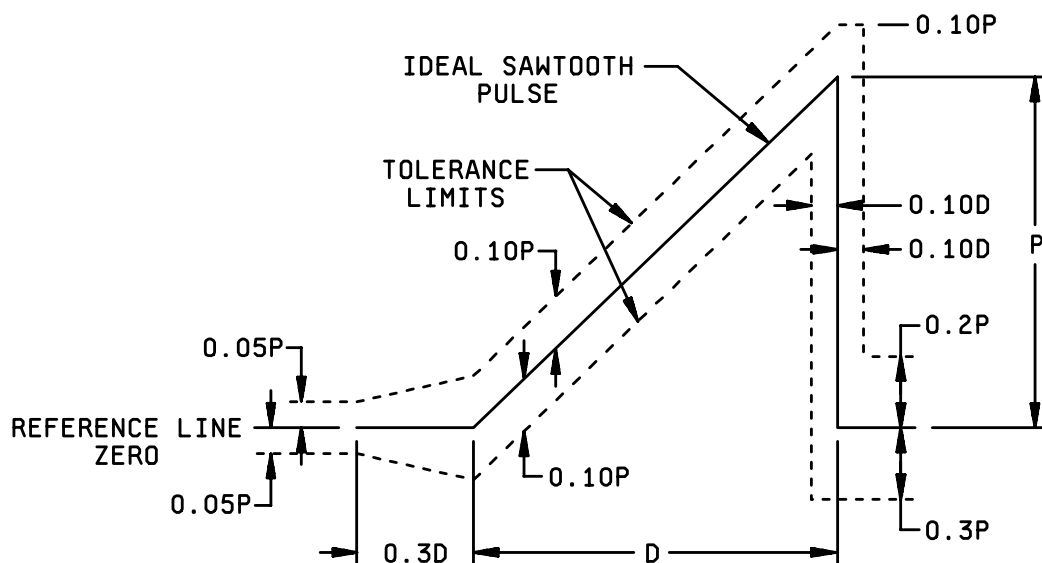 0.10P
IDEAL SAWTOOTH
PULSE
TOLERANCE
LIMITS
0.10D
0.10D
P
0.10P
0.2P
0.05P
REFERENCE LINE
ZERO
0.10P
0.05P
0.3P
0.3D
D